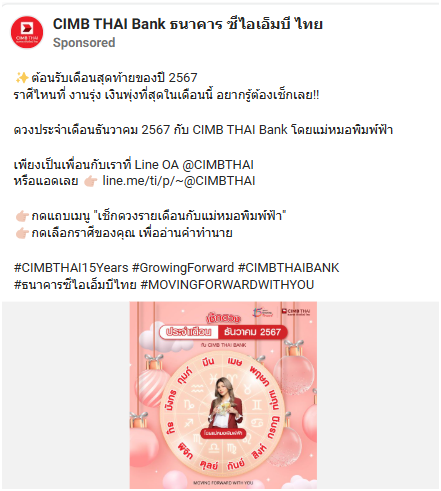 CIMB THAI Bank ธนาคาร ซีไอเอ็มบี ไทย
Sponsored
✨ต้อนรับเดือนสุดท้ายของปี 2567
ราศีไหนที่ งานรุ่ง เงินพุ่งที่สุดในเดือนนี้ อยากรู้ต้องเช็กเลย!!
ดวงประจำเดือนธันวาคม 2567 กับ CIMB THAI Bank โดยแม่หมอพิมพ์ฟ้า
เพียงเป็นเพื่อนกับเราที่ Line OA @CIMBTHAI
หรือแอดเลย 👉🏻 line.me/ti/p/~@CIMBTHAI
👉🏻กดแถบเมนู "เช็กดวงรายเดือนกับแม่หมอพิมพ์ฟ้า"
👉🏻กดเลือกราศีของคุณ เพื่ออ่านคำทำนาย
#CIMBTHAI15Years #GrowingForward #CIMBTHAIBANK
#ธนาคารซีไอเอ็มบีไทย #MOVINGFORWARDWITHYOU
CIMB THAI
เช็กดวง
ประจำเดือน ธันวาคม 2567
กับ CIMB THAI BANK
เมษ
พฤษภ
เมถุน
กรกฎ
สิงห์
กันย์
ตุลย์
พิจิก
ธนู
มังกร
กุมภ์
มีน
โดยแม่หมอพิมพ์ฟ้า
MOVING FORWARD WITH YOU